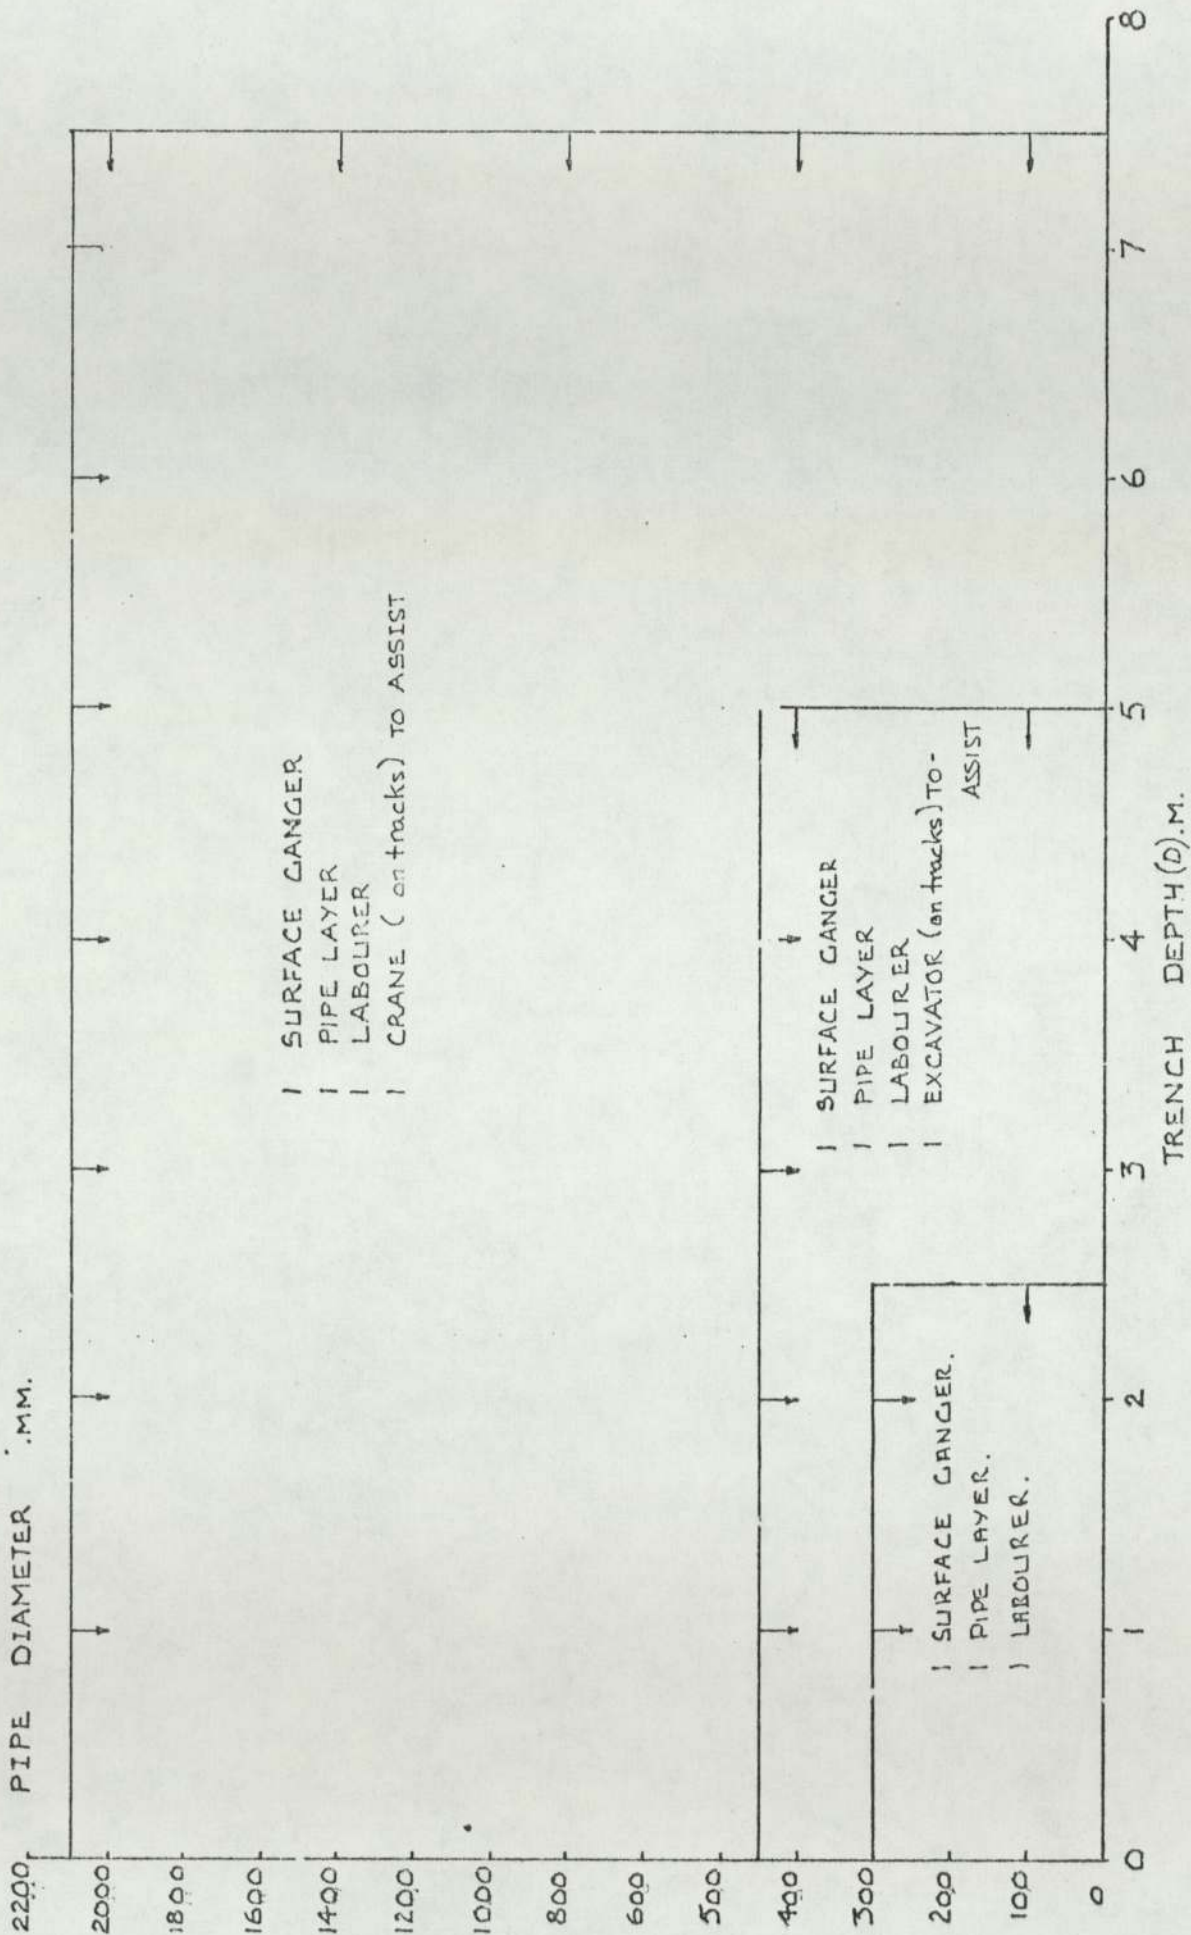 PIPE DIAMETER .MM.
2200
2000
1800
1600
1400
1200
1000
800
600
500
400
300
200
100
0
1 SURFACE GANGER
1 PIPE LAYER
1 LABOURER
1 CRANE ( on tracks) TO ASSIST
1 SURFACE GANGER
1 PIPE LAYER
1 LABOURER
1 EXCAVATOR (on tracks) TO-
ASSIST
1 SURFACE GANGER.
1 PIPE LAYER.
1 LABOURER.
0 1 2 3 4 5 6 7 8
TRENCH DEPTH (D).M.